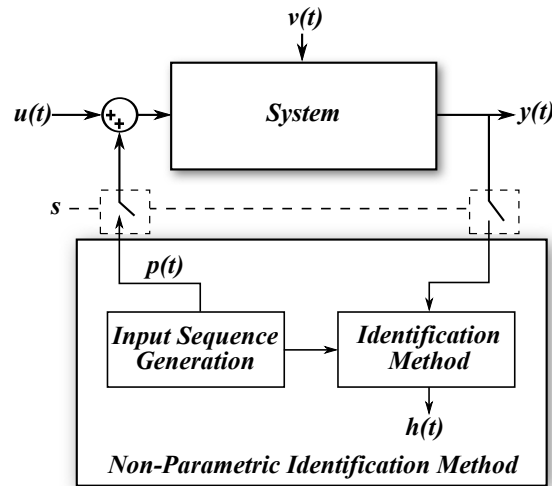 v(t)
u(t)
+
+
System
y(t)
s
p(t)
Input Sequence
Generation
Identification
Method
h(t)
Non-Parametric Identification Method